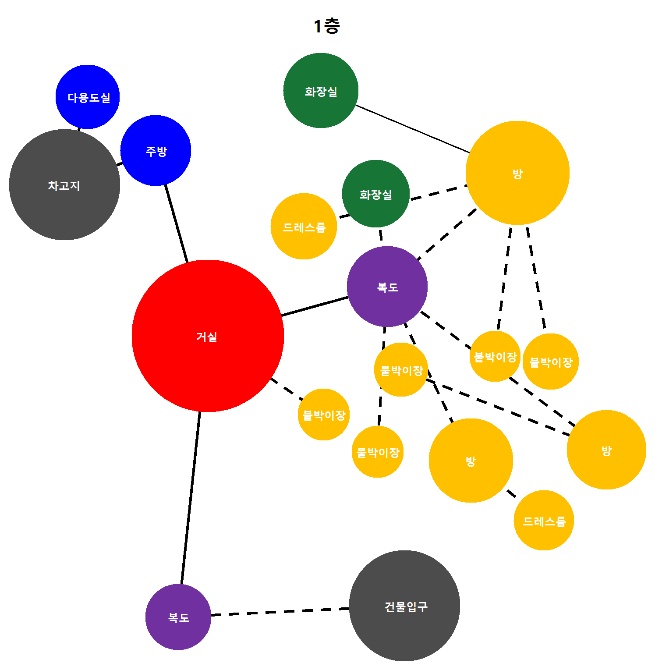 1층
화장실
다용도실
주방
방
차고지
화장실
드레스룸
복도
거실
붙박이장
붙박이장
붙박이장
붙박이장
붙박이장
방
방
드레스룸
건물입구
복도